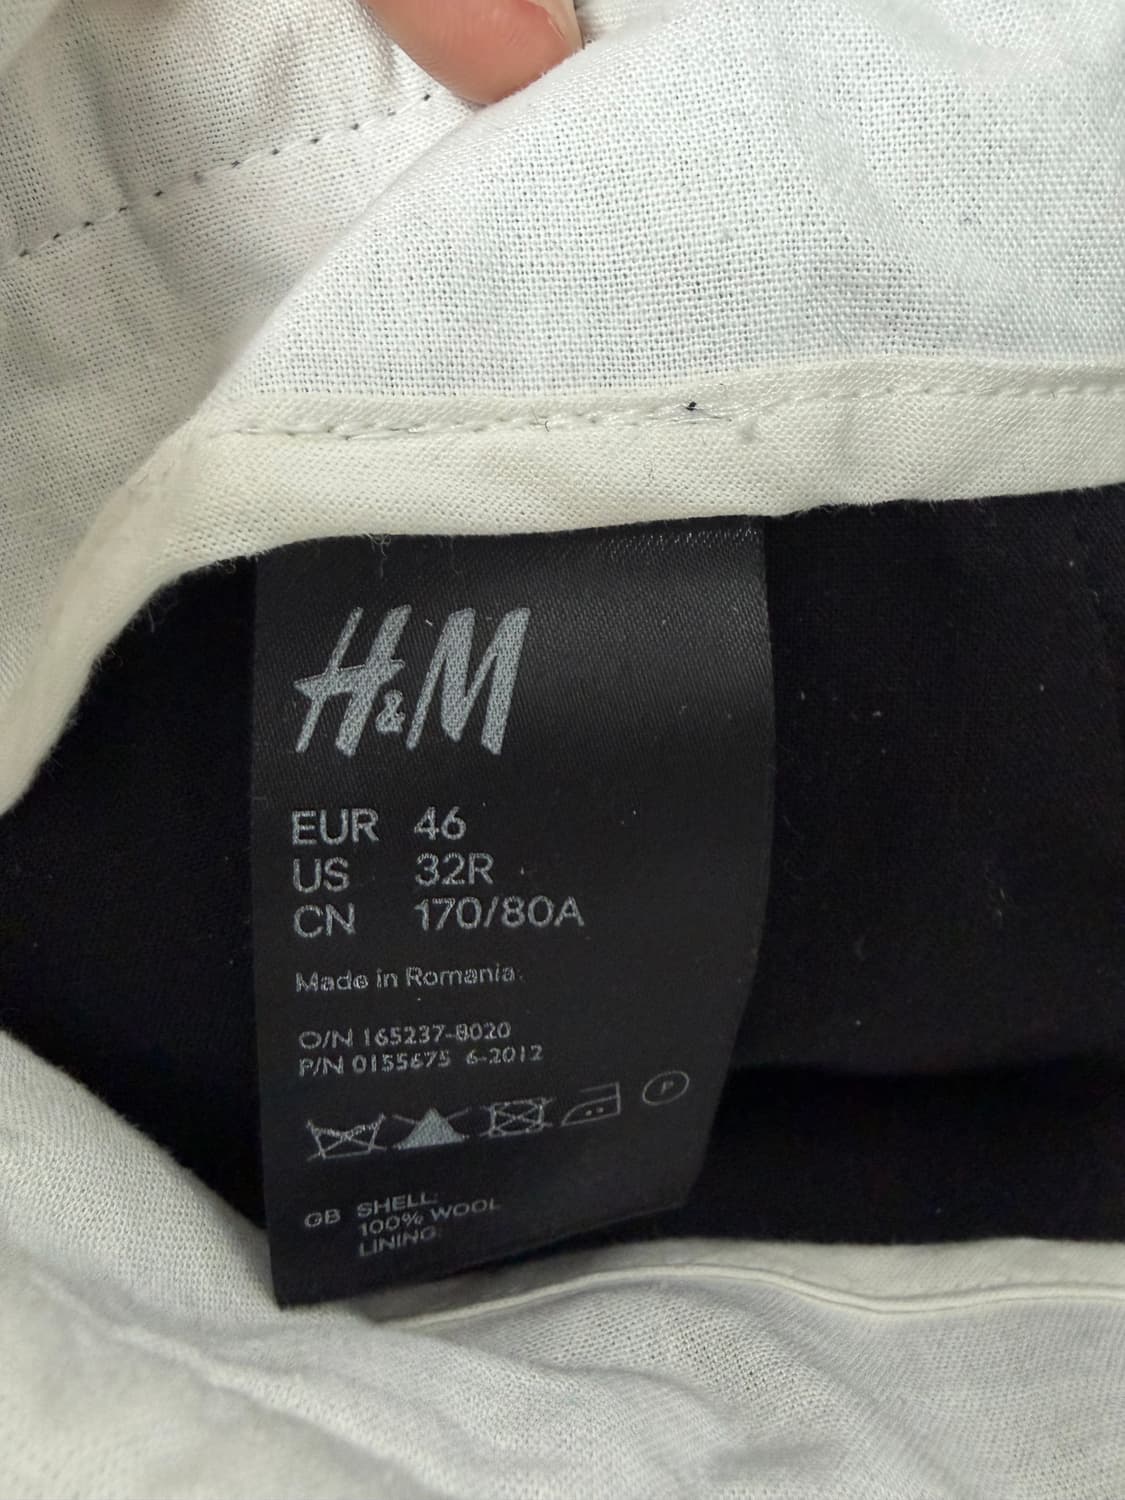 H&M
EUR 46
US 32R
CN 170/80A
Made in Romania
O/N 165237-8020
P/N 0155675 6-2012
P
GB SHELL:
100% WOOL
LINING: